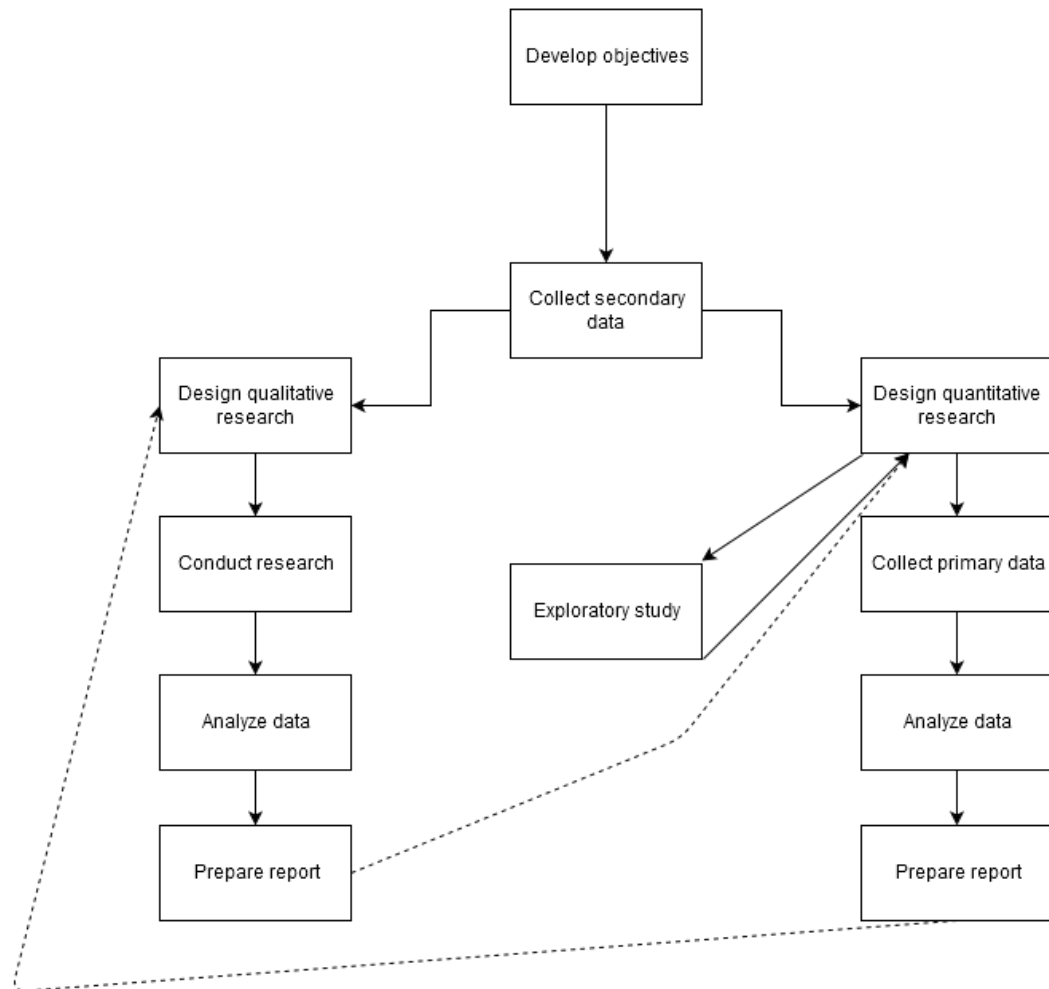 Develop objectives
Collect secondary
data
Design qualitative
research
Design quantitative
research
Conduct research
Exploratory study
Collect primary data
Analyze data
Analyze data
Prepare report
Prepare report